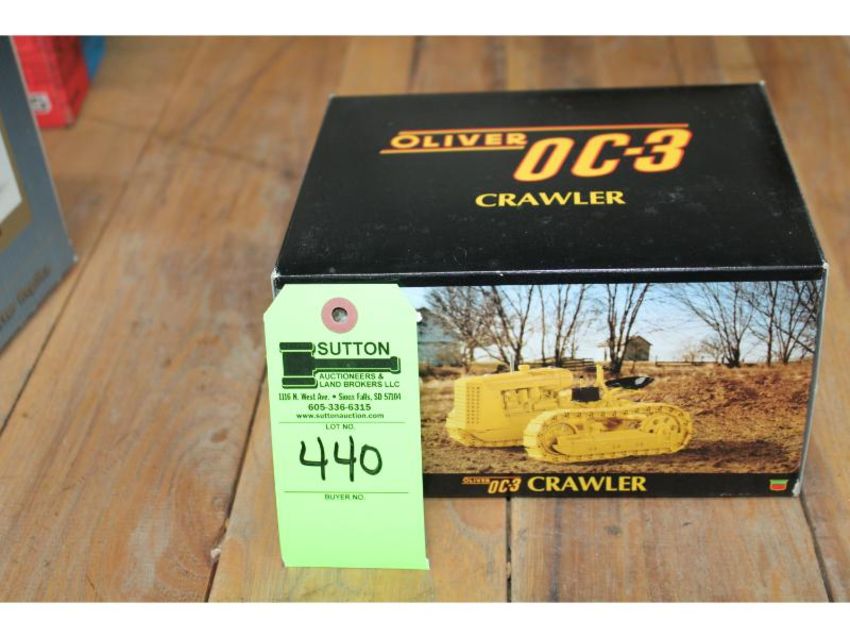 OLIVER OC-3
CRAWLER
SUTTON
AUCTIONEERS &
LAND BROKERS LLC
1116 N. West Ave. • Sioux Falls, SD 57104
605-336-6315
www.suttonauction.com
LOT NO.
440
BUYER NO.
OLIVER OC-3 CRAWLER